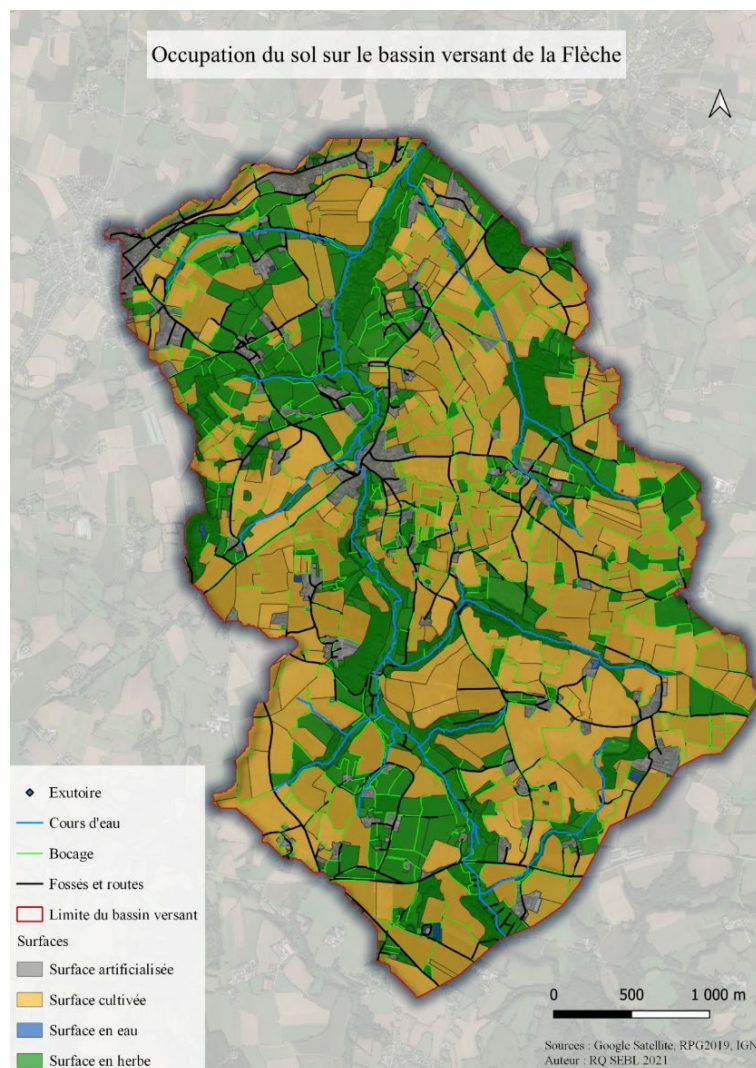 Occupation du sol sur le bassin versant de la Flèche
Exutoire
Cours d'eau
Bocage
Fossés et routes
Limite du bassin versant
Surfaces
Surface artificialisée
Surface cultivée
Surface en eau
Surface en herbe
0 500 1 000 m
Sources : Google Satellite, RPG2019, IGN
Auteur : RQ SEBL 2021